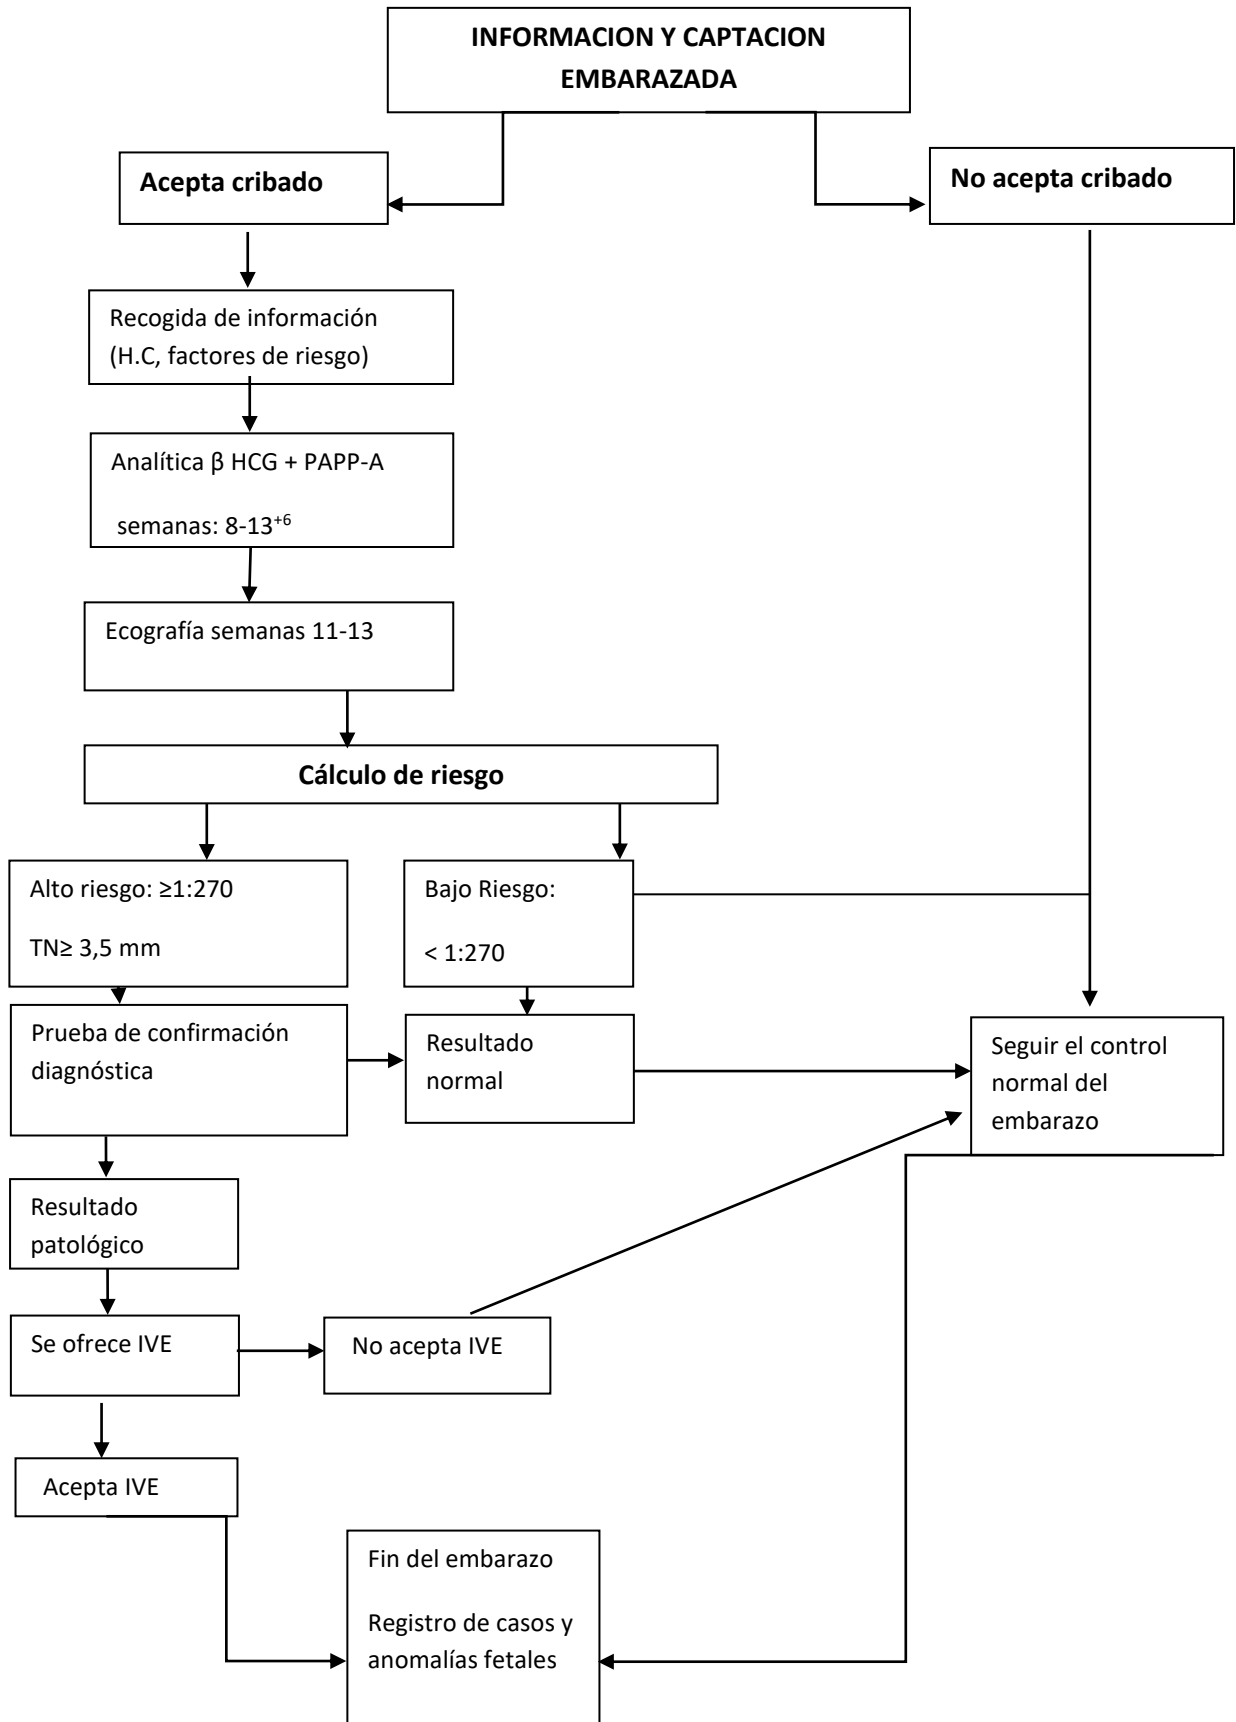 INFORMACION Y CAPTACION
EMBARAZADA
Acepta cribado
No acepta cribado
Recogida de información
(H.C, factores de riesgo)
Analítica β HCG + PAPP-A
semanas: 8-13⁺⁶
Ecografía semanas 11-13
Cálculo de riesgo
Alto riesgo: ≥1:270
TN≥ 3,5 mm
Bajo Riesgo:
< 1:270
Prueba de confirmación
diagnóstica
Resultado
normal
Seguir el control
normal del
embarazo
Resultado
patológico
Se ofrece IVE
No acepta IVE
Acepta IVE
Fin del embarazo
Registro de casos y
anomalías fetales